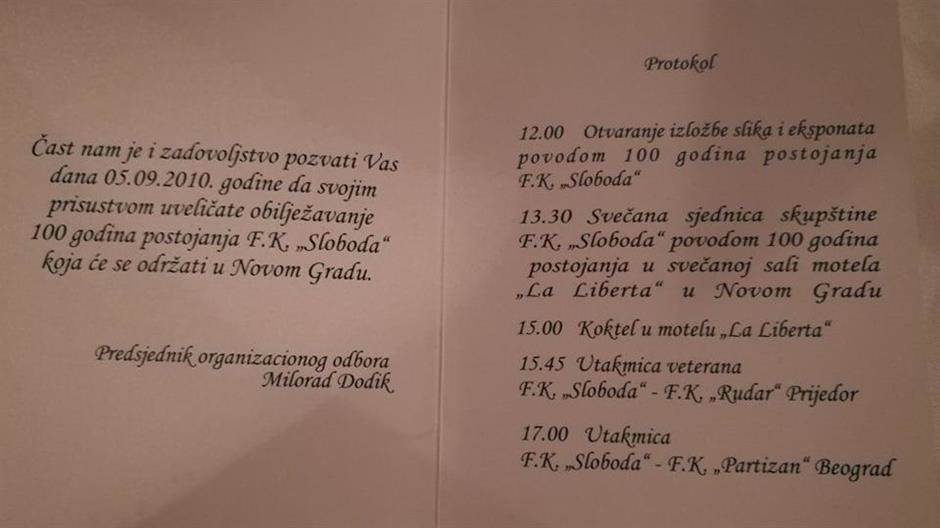 Čast nam je i zadovoljstvo pozvati Vas
dana 05.09.2010. godine da svojim
prisustvom uveličate obilježavanje
100 godina postojanja F.K. „Sloboda“
koja će se održati u Novom Gradu.
Predsjednik organizacionog odbora
Milorad Dodik
Protokol
12.00 Otvaranje izložbe slika i eksponata
povodom 100 godina postojanja
F.K. „Sloboda“
13.30 Svečana sjednica skupštine
F.K. „Sloboda“ povodom 100 godina
postojanja u svečanoj sali motela
„La Liberta“ u Novom Gradu
15.00 Koktel u motelu „La Liberta“
15.45 Utakmica veterana
F.K. „Sloboda“ - F.K. „Rudar“ Prijedor
17.00 Utakmica
F.K. „Sloboda“ - F.K. „Partizan“ Beograd